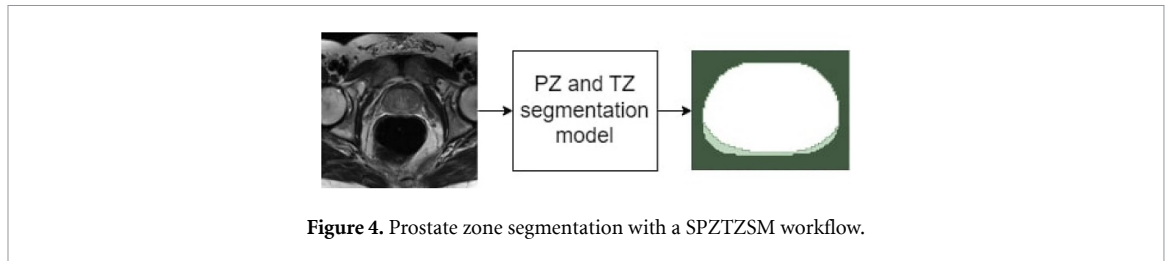 PZ and TZ
segmentation
model
Figure 4. Prostate zone segmentation with a SPZTZSM workflow.